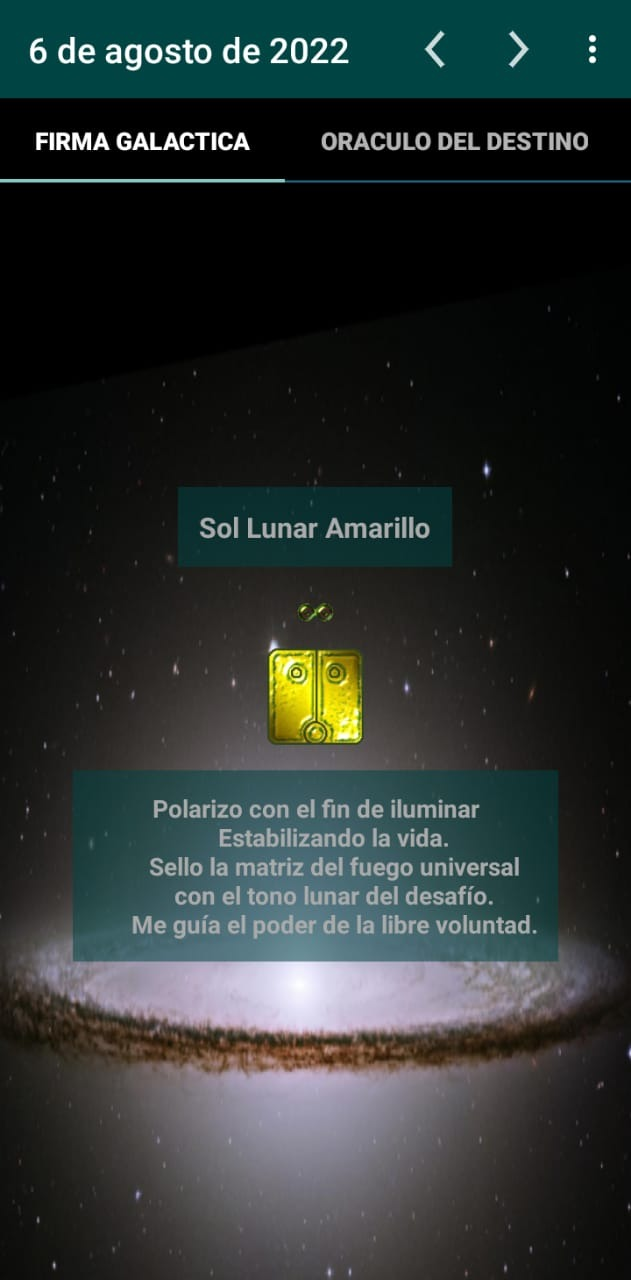 6 de agosto de 2022
FIRMA GALACTICA
ORACULO DEL DESTINO
Sol Lunar Amarillo
Polarizo con el fin de iluminar
Estabilizando la vida.
Sello la matriz del fuego universal
con el tono lunar del desafío.
Me guía el poder de la libre voluntad.